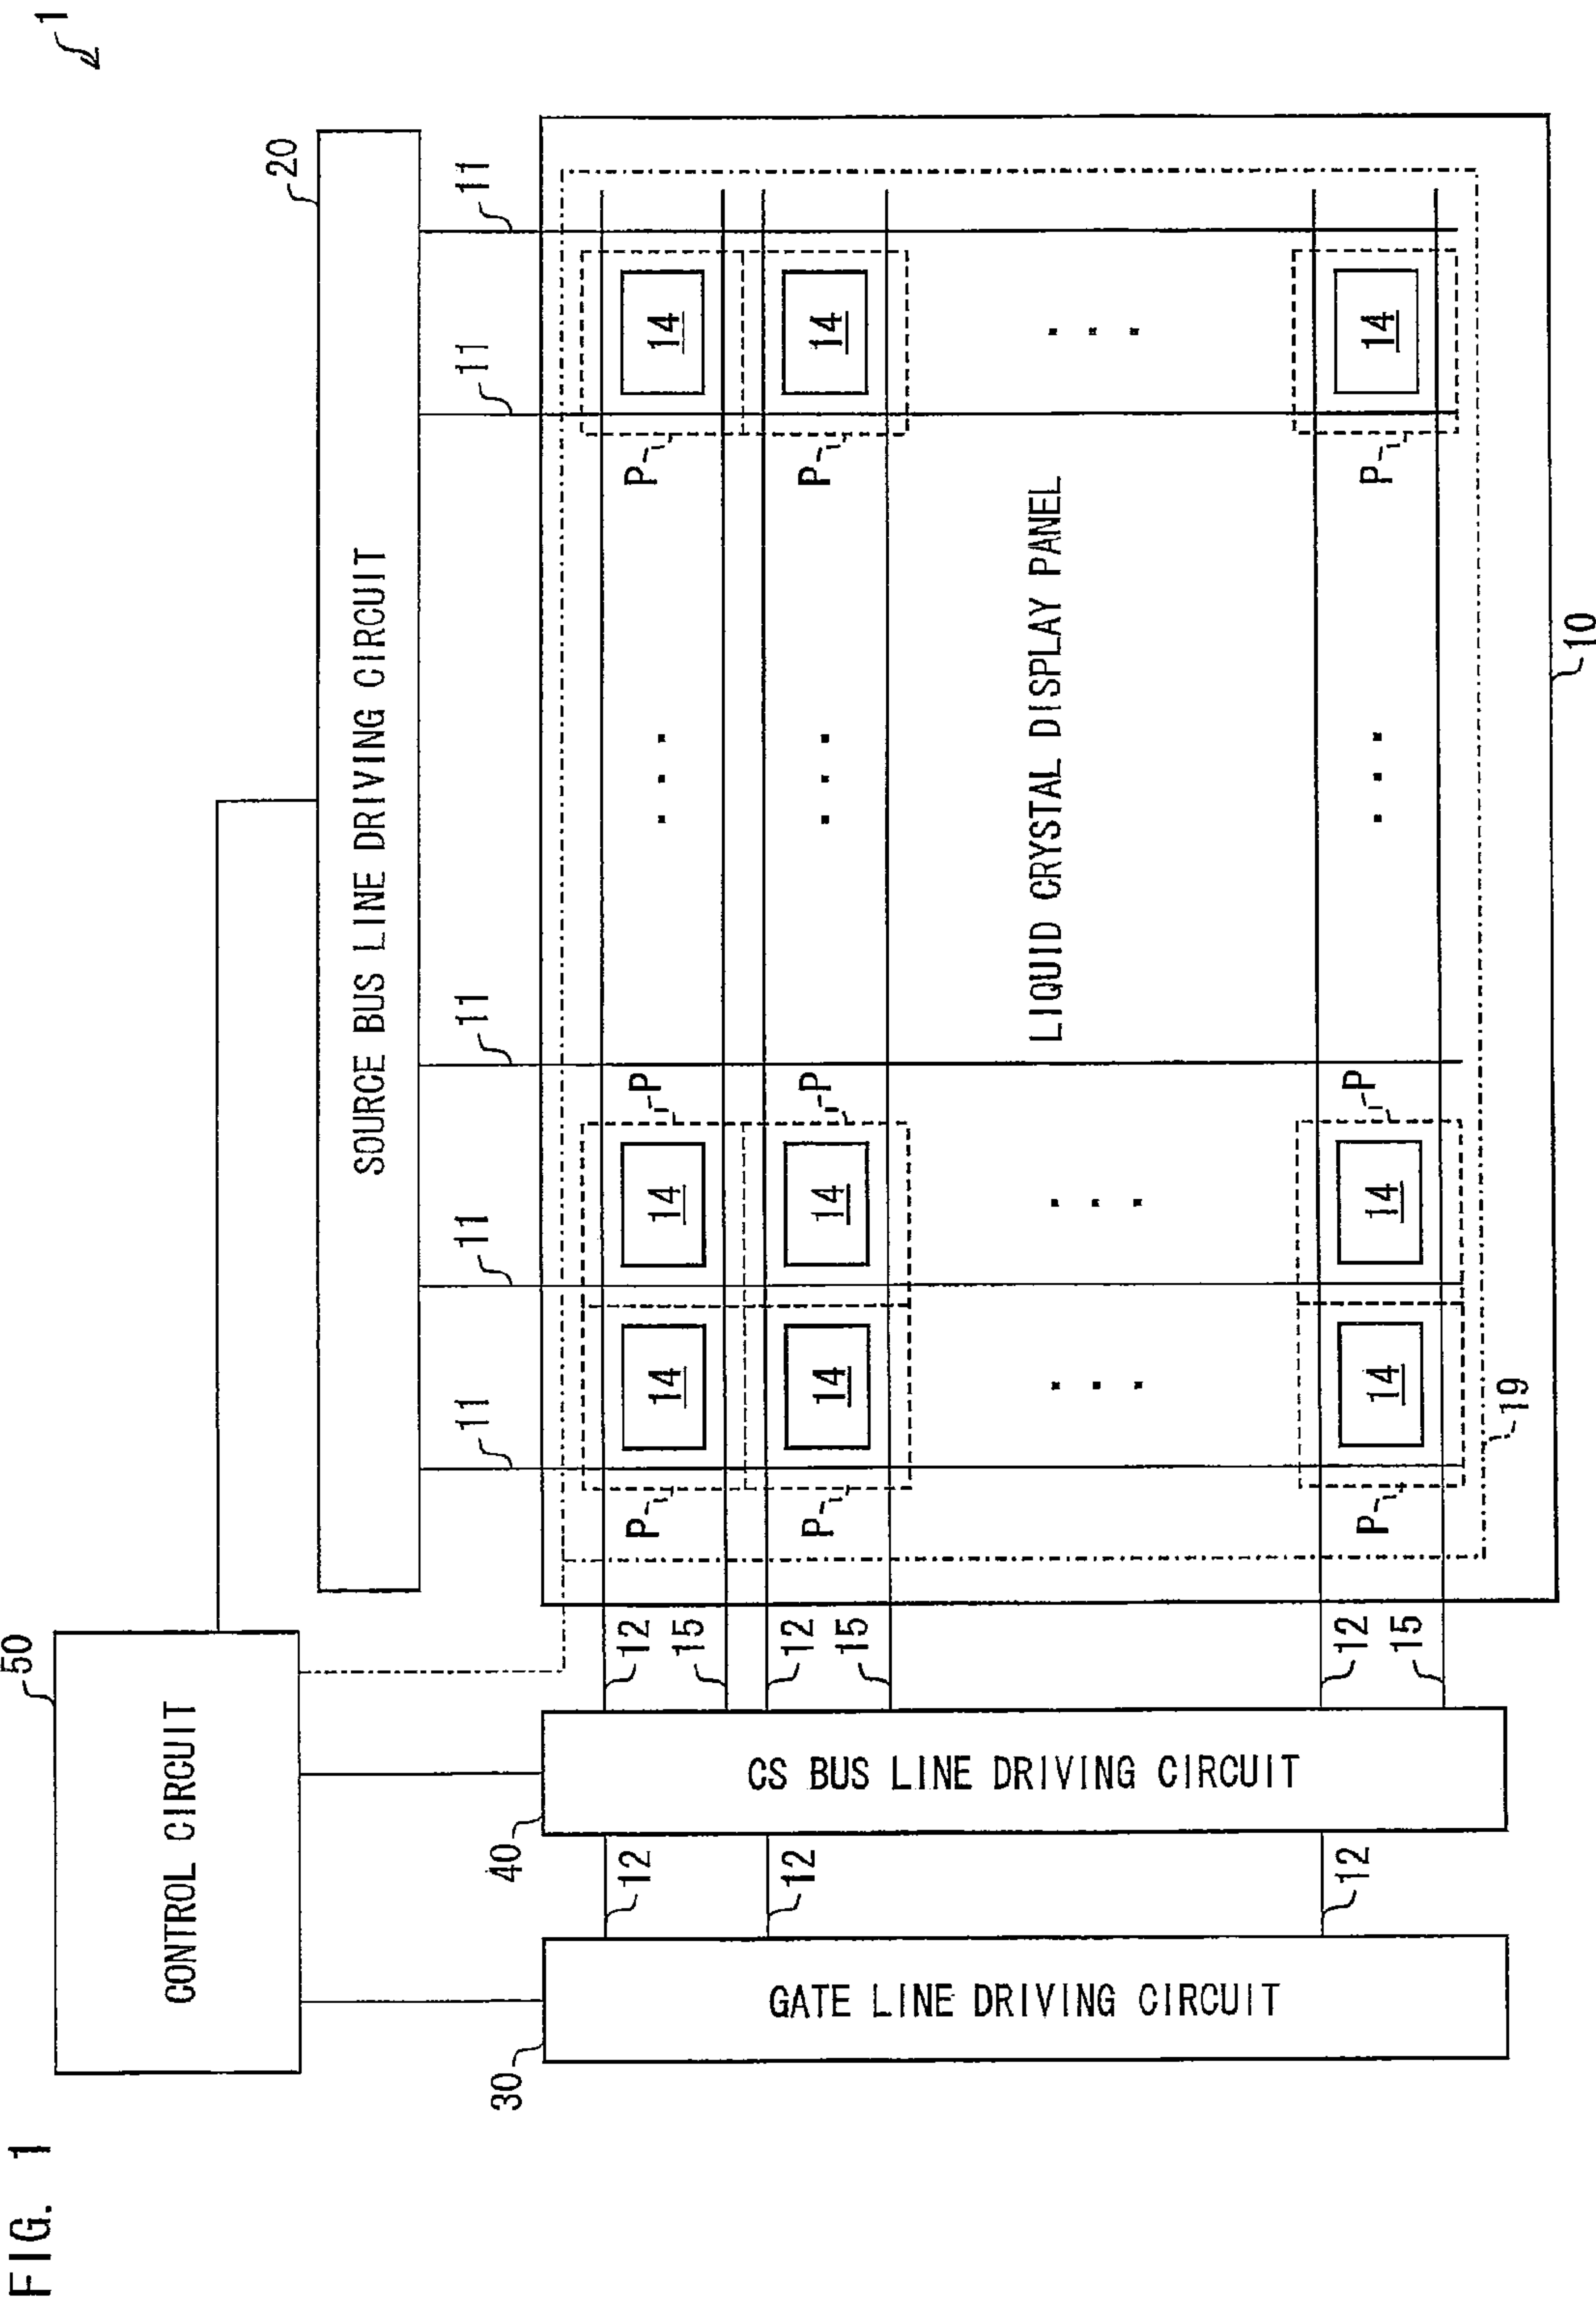 FIG. 1
1
50
CONTROL CIRCUIT
20
SOURCE BUS LINE DRIVING CIRCUIT
11 11 11 11 11
30
GATE LINE DRIVING CIRCUIT
12
12
12
40
CS BUS LINE DRIVING CIRCUIT
12
15
12
15
12
15
P 14 14 P P 14
P 14 14 P P 14
LIQUID CRYSTAL DISPLAY PANEL
P 14 14 P P 14
19
10